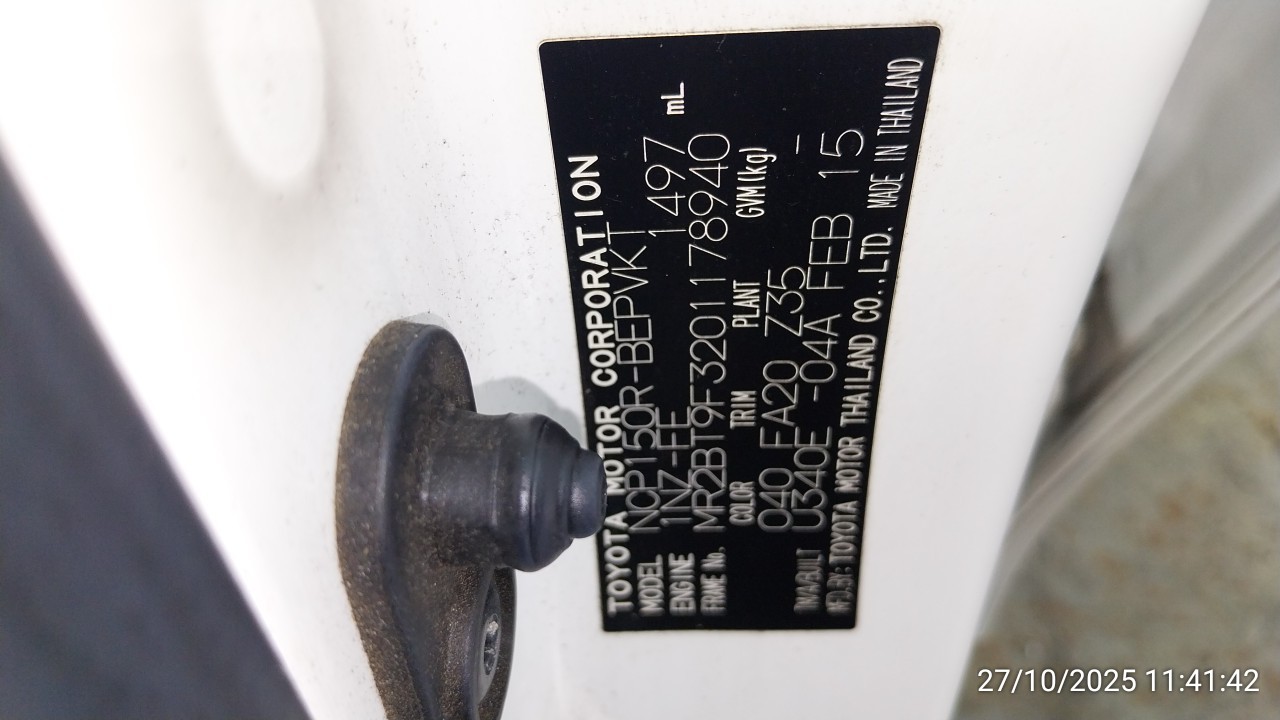 TOYOTA MOTOR CORPORATION
MODEL NCP150R-BEPVKT
ENGINE 1NZ-FE 1497 mL
FRAME No. MR2BT9F3201178940
COLOR TRIM PLANT GVM(kg)
040 FA20 Z35 -
T/A/BUILT U340E -04A FEB 15
MFD.BY: TOYOTA MOTOR THAILAND CO.,LTD. MADE IN THAILAND
27/10/2025 11:41:42